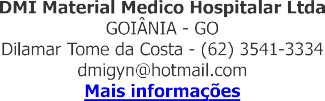 DMI Material Medico Hospitalar Ltda
GOIÂNIA - GO
Dilamar Tome da Costa - (62) 3541-3334
dmigyn@hotmail.com
Mais informações